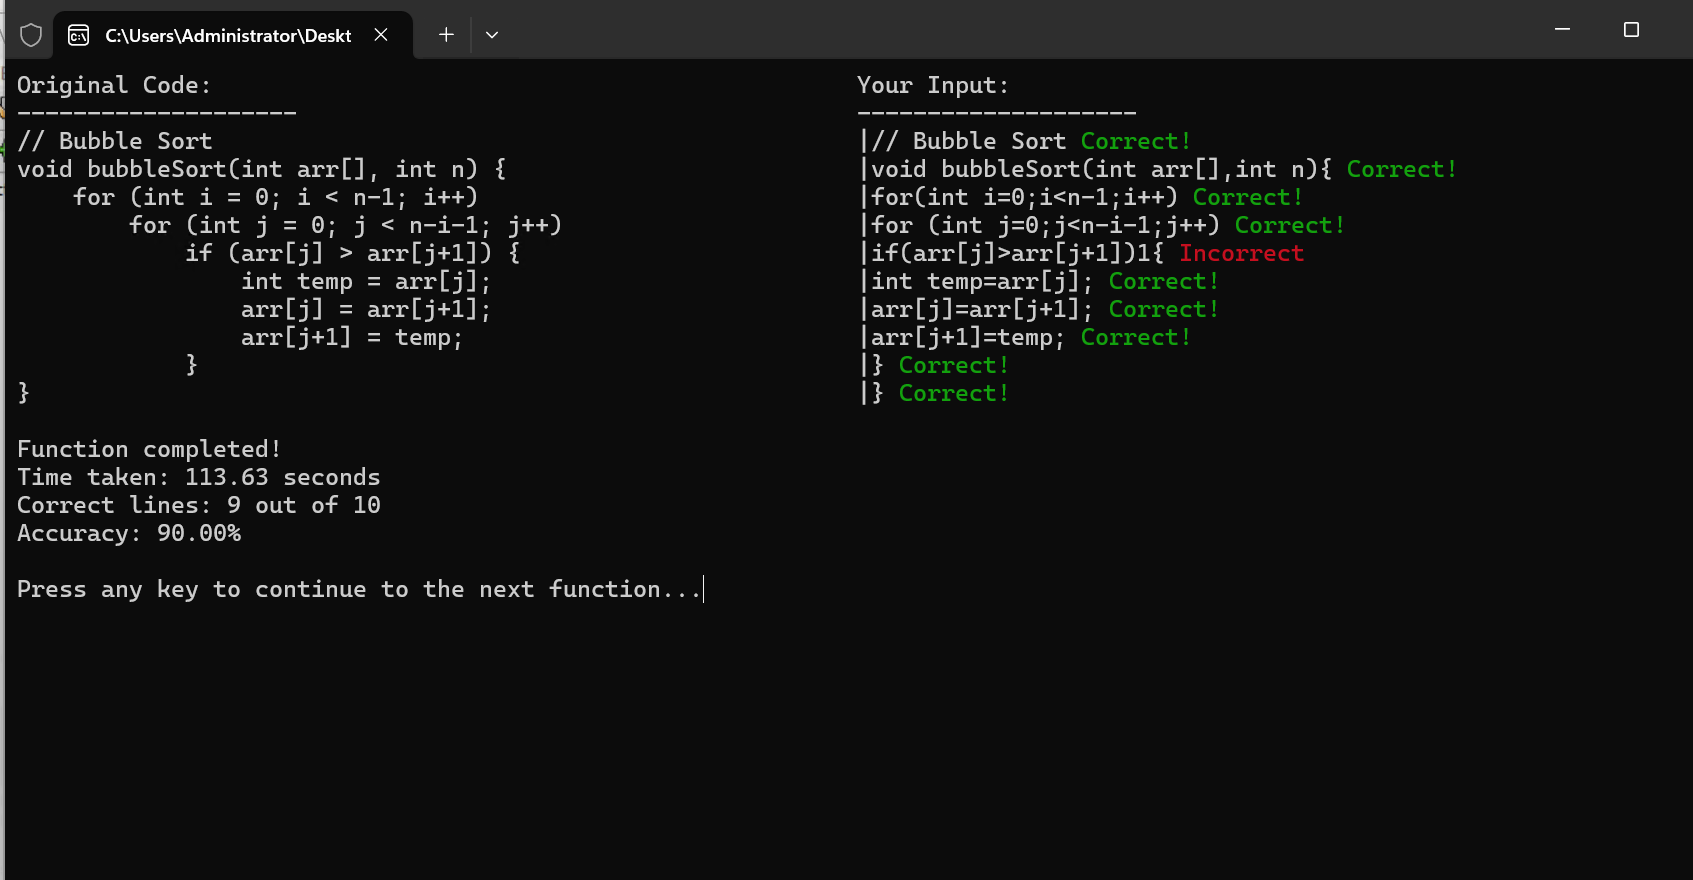 C:\Users\Administrator\Deskt
Original Code:
--------------------
// Bubble Sort
void bubbleSort(int arr[], int n) {
    for (int i = 0; i < n-1; i++)
        for (int j = 0; j < n-i-1; j++)
            if (arr[j] > arr[j+1]) {
                int temp = arr[j];
                arr[j] = arr[j+1];
                arr[j+1] = temp;
            }
}
Your Input:
--------------------
|// Bubble Sort Correct!
|void bubbleSort(int arr[],int n){ Correct!
|for(int i=0;i<n-1;i++) Correct!
|for (int j=0;j<n-i-1;j++) Correct!
|if(arr[j]>arr[j+1])1{ Incorrect
|int temp=arr[j]; Correct!
|arr[j]=arr[j+1]; Correct!
|arr[j+1]=temp; Correct!
|} Correct!
|} Correct!
Function completed!
Time taken: 113.63 seconds
Correct lines: 9 out of 10
Accuracy: 90.00%
Press any key to continue to the next function...